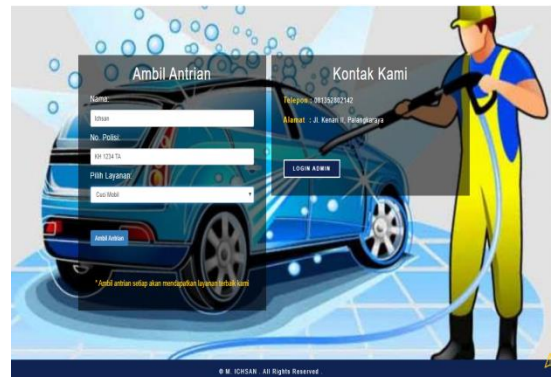 Ambil Antrian
Nama:
Ichsan
No. Polisi:
KH 1234 TA
Pilih Layanan:
Cuci Mobil
Ambil Antrian
*Ambil antrian setiap akan mendapatkan layanan terbaik kami
Kontak Kami
Telepon : 081352802142
Alamat : Jl. Kenari II, Palangkaraya
LOGIN ADMIN
© M. ICHSAN . All Rights Reserved